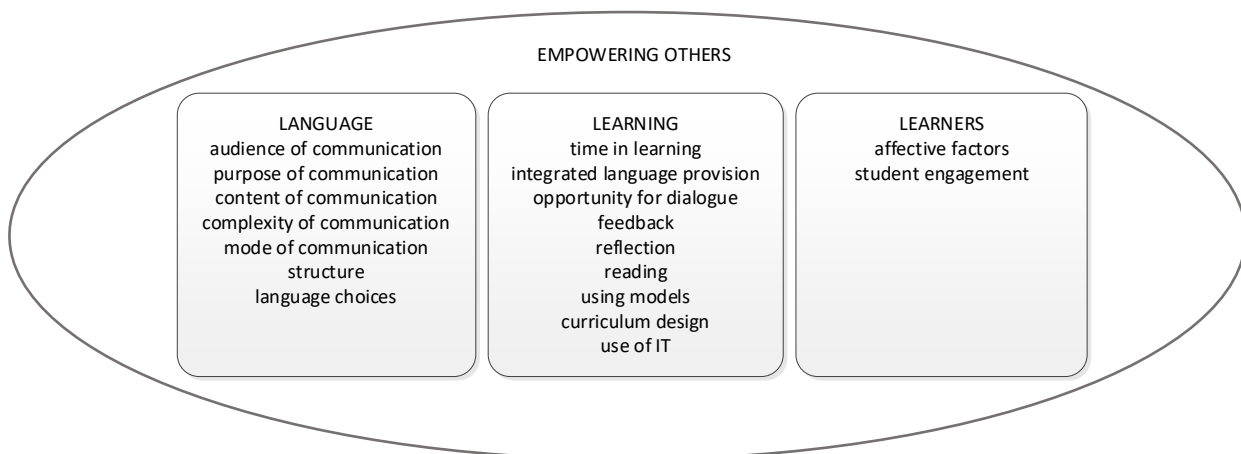 EMPOWERING OTHERS
LANGUAGE
audience of communication
purpose of communication
content of communication
complexity of communication
mode of communication
structure
language choices
LEARNING
time in learning
integrated language provision
opportunity for dialogue
feedback
reflection
reading
using models
curriculum design
use of IT
LEARNERS
affective factors
student engagement